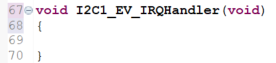 67 void I2C1_EV_IRQHandler(void)
68 {
69
70 }